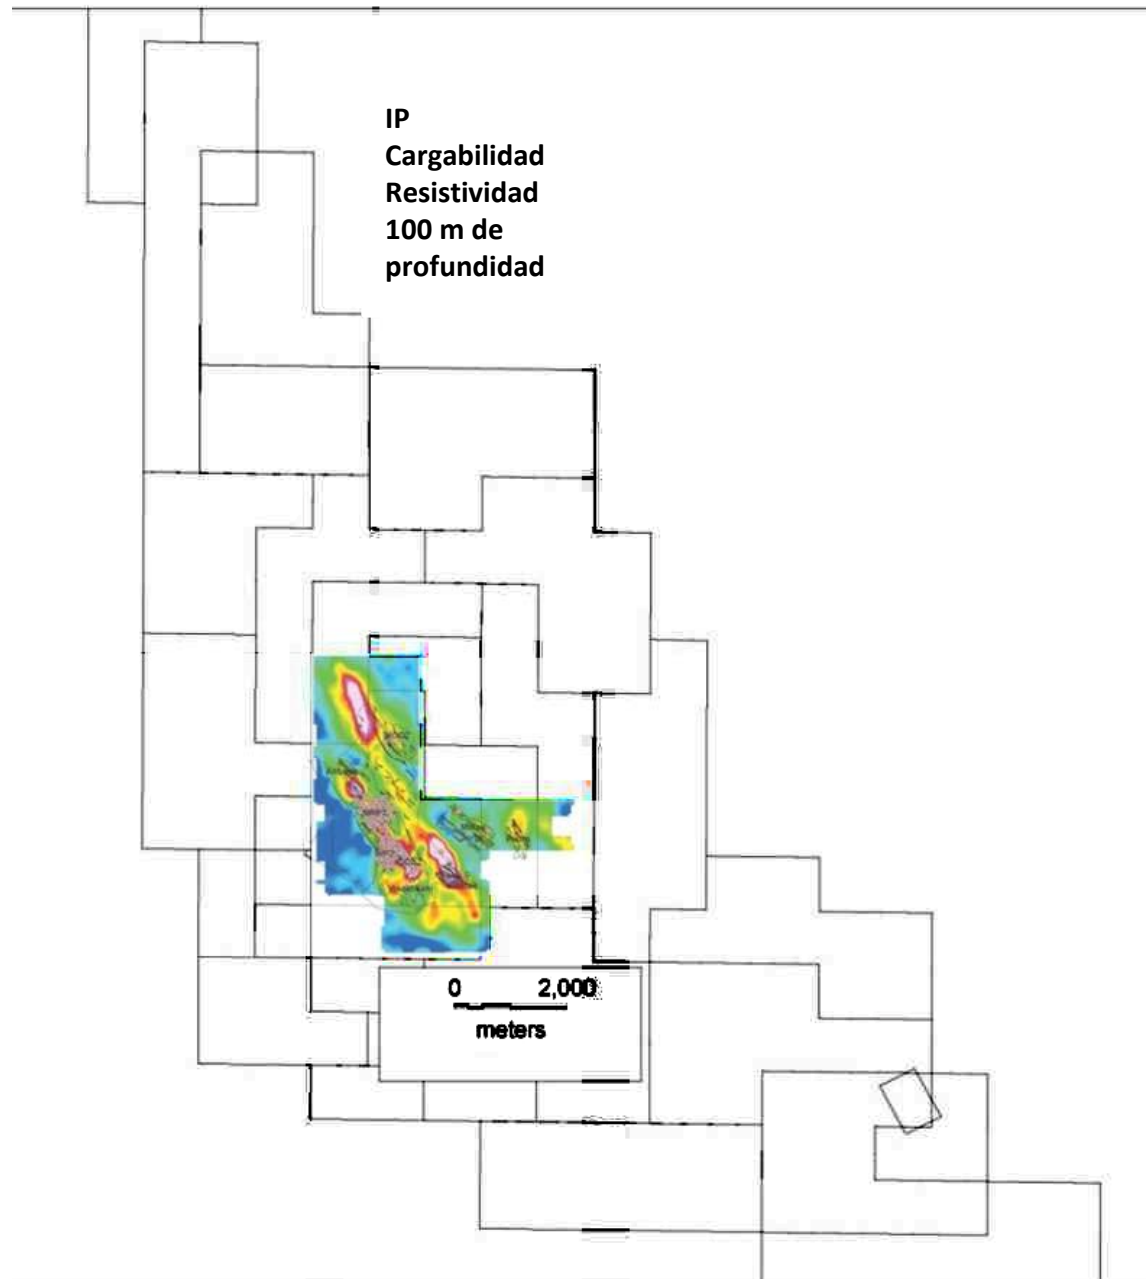 IP
Cargabilidad
Resistividad
100 m de
profundidad
0 2,000
meters